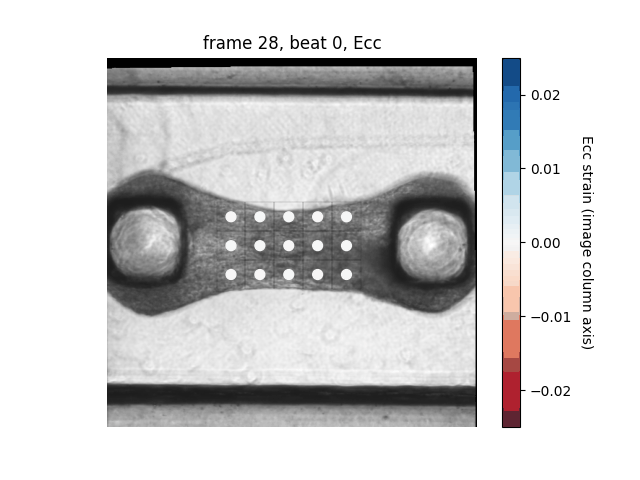 frame 28, beat 0, Ecc
0.02
0.01
0.00
−0.01
−0.02
Ecc strain (image column axis)